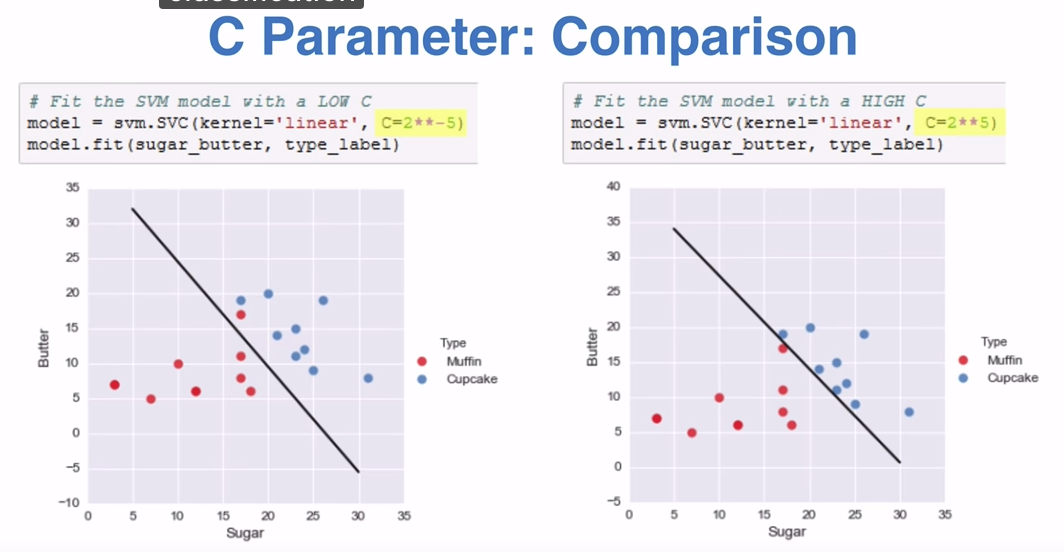 classification
C Parameter: Comparison
# Fit the SVM model with a LOW C
model = svm.SVC(kernel='linear', C=2**-5)
model.fit(sugar_butter, type_label)
35
30
25
20
15
10
5
0
−5
−10
Butter
0 5 10 15 20 25 30 35
Sugar
Type
Muffin
Cupcake
# Fit the SVM model with a HIGH C
model = svm.SVC(kernel='linear', C=2**5)
model.fit(sugar_butter, type_label)
40
35
30
25
20
15
10
5
0
−5
Butter
0 5 10 15 20 25 30 35
Sugar
Type
Muffin
Cupcake